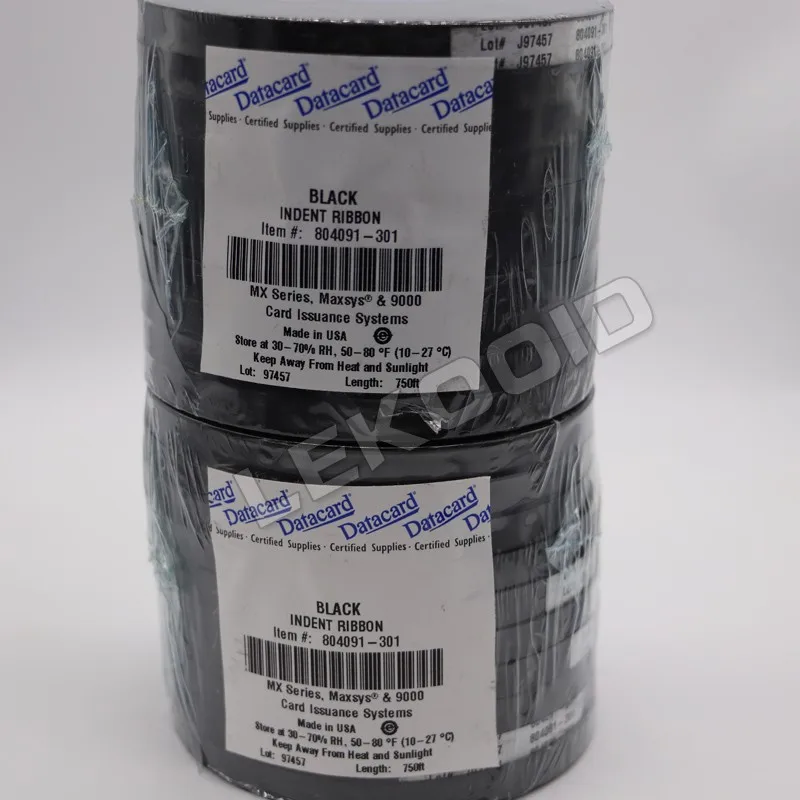 Lot# J97457 804091-301
Lot# J97457
Datacard® Datacard® Datacard® Datacard
Supplies · Certified Supplies · Certified Supplies · Certified Supplies
BLACK
INDENT RIBBON
Item #: 804091-301
MX Series, Maxsys® & 9000
Card Issuance Systems
Made in USA
Store at 30-70% RH, 50-80 °F (10-27 °C)
Keep Away From Heat and Sunlight
Lot: 97457 Length: 750ft
LEKOOID
Datacard® Datacard® Datacard® Datacard®
Supplies · Certified Supplies · Certified Supplies · Certified Supplies ·
BLACK
INDENT RIBBON
Item #: 804091-301
MX Series, Maxsys® & 9000
Card Issuance Systems
Made in USA
Store at 30-70% RH, 50-80 °F (10-27 °C)
Keep Away From Heat and Sunlight
Lot: 97457 Length: 750ft
804091-301